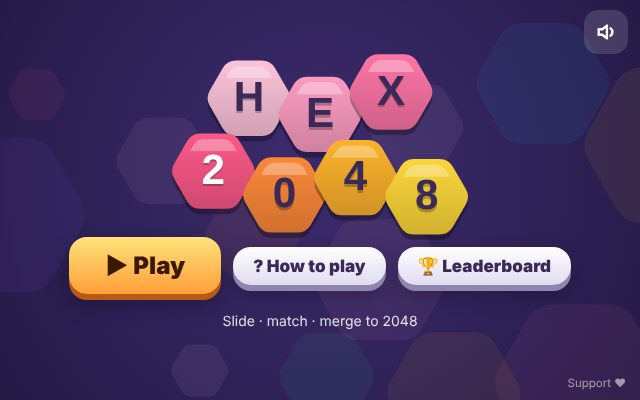 HEX
2048
▶ Play
? How to play
🏆 Leaderboard
Slide · match · merge to 2048
Support ♥